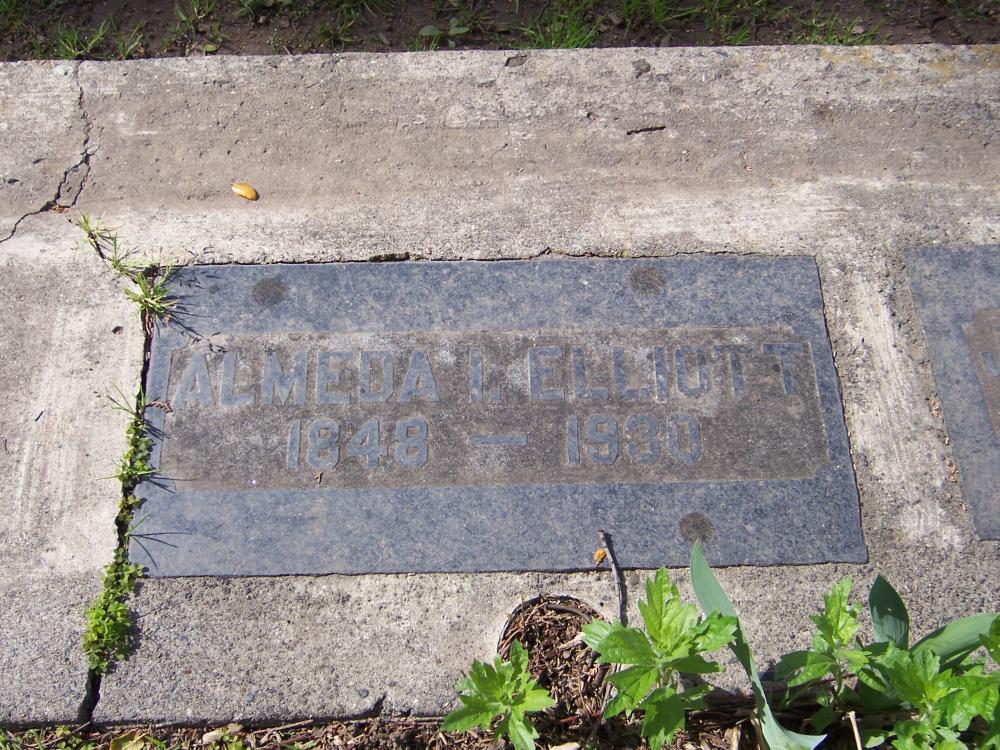 ALMEDA I. ELLIOTT
1848 — 1930